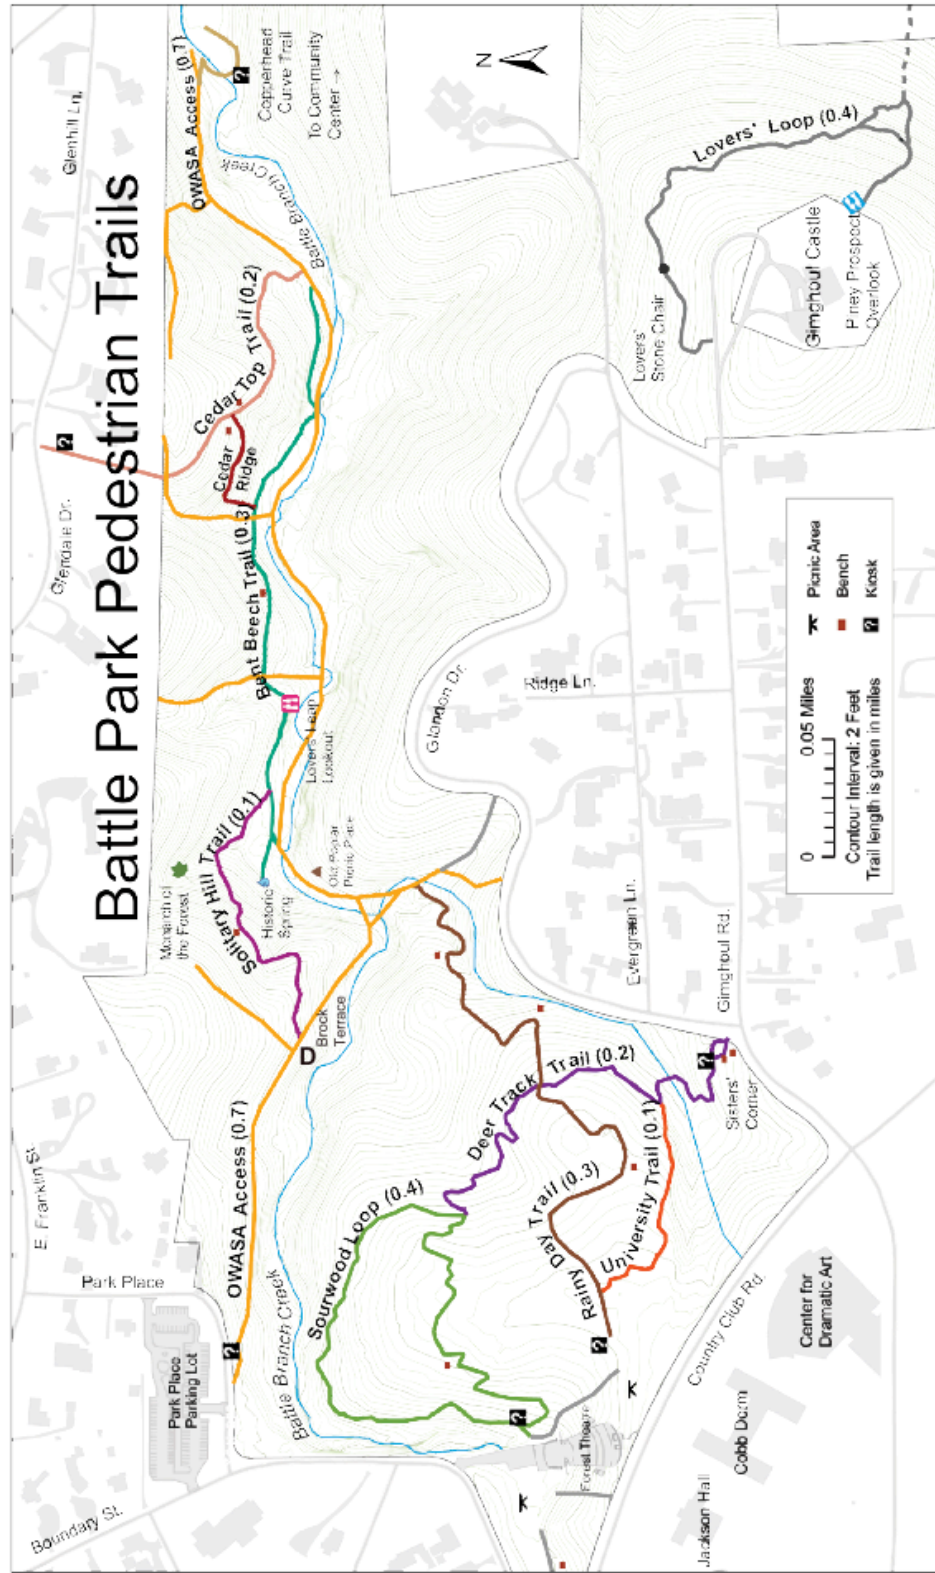 Battle Park Pedestrian Trails
Glenhill Ln.
Glendale Dr.
E. Franklin St.
Park Place
Park Place
Parking Lot
Boundary St.
OWASA Access (0.7)
Copperhead
Curve Trail
To Community
Center →
Battle Branch Creek
Cedar Top Trail (0.2)
Cedar
Ridge
Bent Beech Trail (0.3)
Lovers' Leap
Lookout
Solitary Hill Trail (0.1)
Monarch of
the Forest
Historic
Spring
Old Poplar
Picnic Place
Brock
Terrace
D
OWASA Access (0.7)
Battle Branch Creek
Sourwood Loop (0.4)
Deer Track Trail (0.2)
Rainy Day Trail (0.3)
University Trail (0.1)
Sisters'
Corner
Forest Theatre
Country Club Rd.
Center for
Dramatic Art
Cobb Dorm
Jackson Hall
Glandon Dr.
Ridge Ln.
Evergreen Ln.
Gimghoul Rd.
N
Lovers' Loop (0.4)
Lovers'
Stone Chair
Gimghoul Castle
Piney Prospect
Overlook
0 0.05 Miles
Contour Interval: 2 Feet
Trail length is given in miles
Picnic Area
Bench
? Kiosk